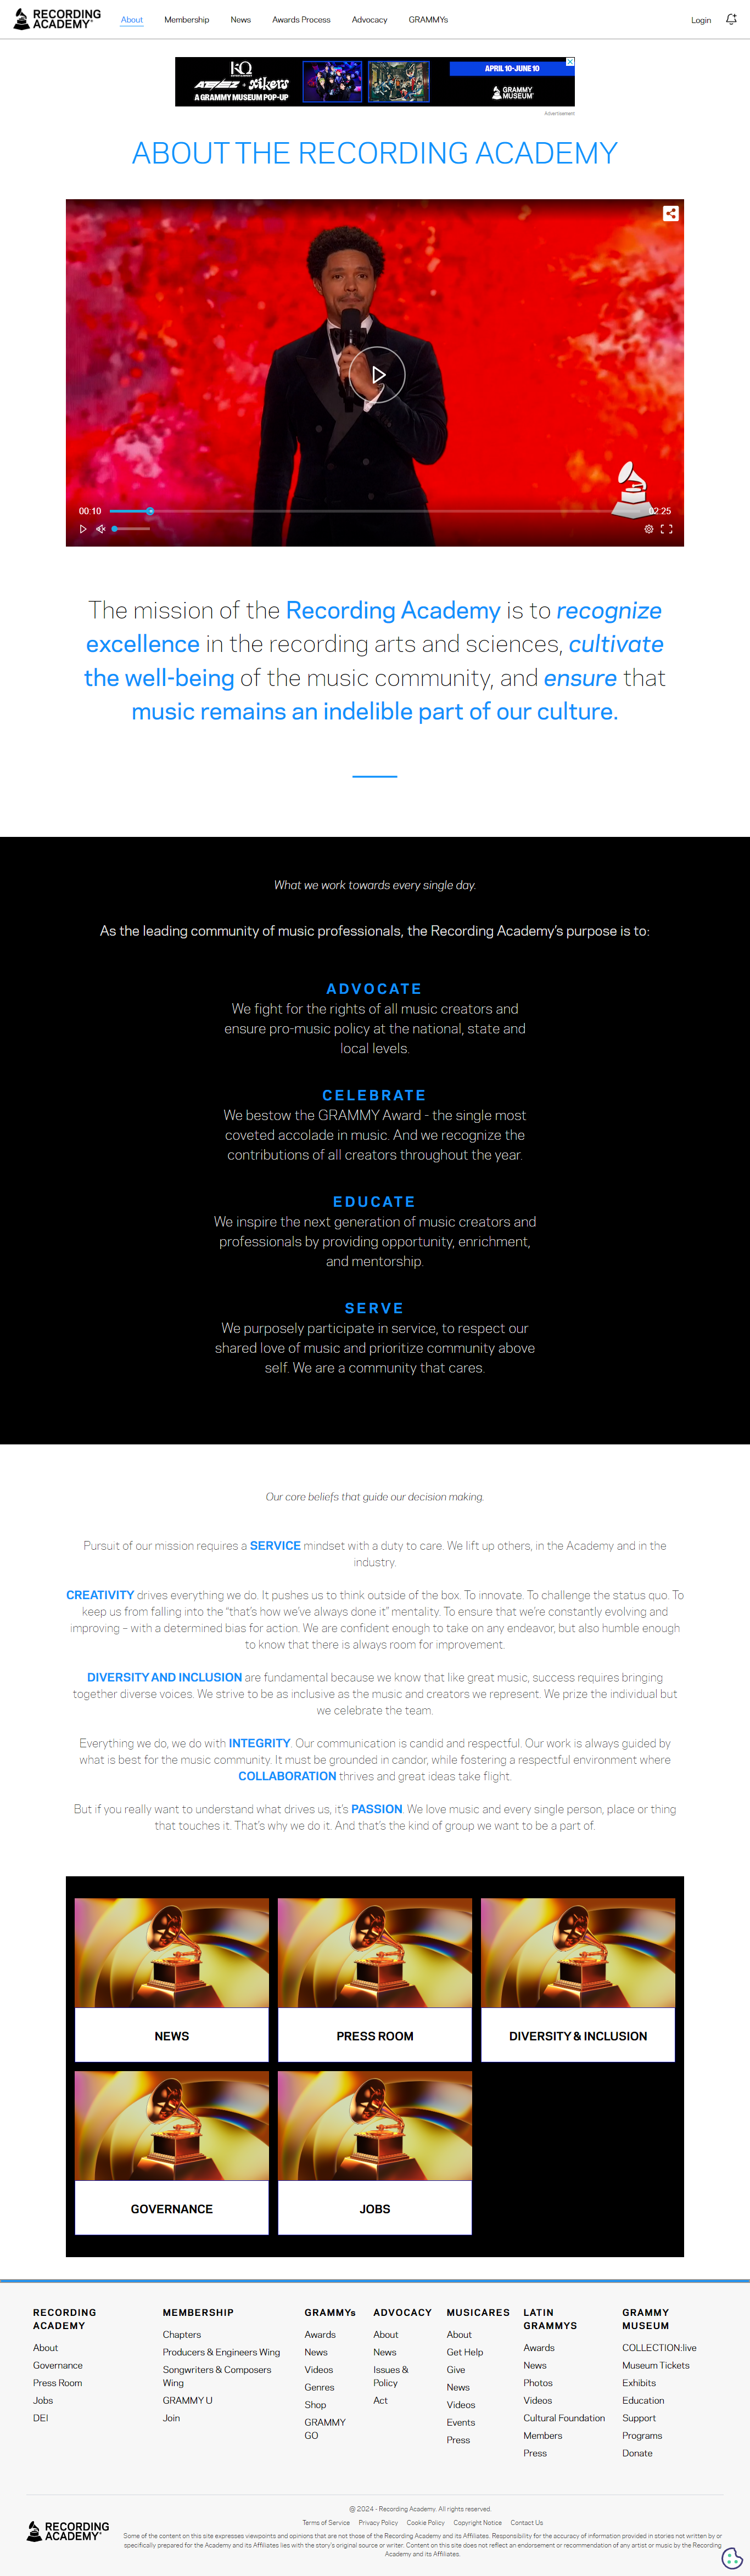 RECORDING
ACADEMY
About Membership News Awards Process Advocacy GRAMMYs Login
KQ
ATEEZ + xikers
A GRAMMY MUSEUM POP-UP
APRIL 10-JUNE 10
GRAMMY
MUSEUM
Advertisement
ABOUT THE RECORDING ACADEMY
00:10 02:25
The mission of the Recording Academy is to recognize
excellence in the recording arts and sciences, cultivate
the well-being of the music community, and ensure that
music remains an indelible part of our culture.
What we work towards every single day.
As the leading community of music professionals, the Recording Academy's purpose is to:
ADVOCATE
We fight for the rights of all music creators and
ensure pro-music policy at the national, state and
local levels.
CELEBRATE
We bestow the GRAMMY Award - the single most
coveted accolade in music. And we recognize the
contributions of all creators throughout the year.
EDUCATE
We inspire the next generation of music creators and
professionals by providing opportunity, enrichment,
and mentorship.
SERVE
We purposely participate in service, to respect our
shared love of music and prioritize community above
self. We are a community that cares.
Our core beliefs that guide our decision making.
Pursuit of our mission requires a SERVICE mindset with a duty to care. We lift up others, in the Academy and in the
industry.
CREATIVITY drives everything we do. It pushes us to think outside of the box. To innovate. To challenge the status quo. To
keep us from falling into the “that's how we've always done it” mentality. To ensure that we're constantly evolving and
improving – with a determined bias for action. We are confident enough to take on any endeavor, but also humble enough
to know that there is always room for improvement.
DIVERSITY AND INCLUSION are fundamental because we know that like great music, success requires bringing
together diverse voices. We strive to be as inclusive as the music and creators we represent. We prize the individual but
we celebrate the team.
Everything we do, we do with INTEGRITY. Our communication is candid and respectful. Our work is always guided by
what is best for the music community. It must be grounded in candor, while fostering a respectful environment where
COLLABORATION thrives and great ideas take flight.
But if you really want to understand what drives us, it's PASSION. We love music and every single person, place or thing
that touches it. That's why we do it. And that's the kind of group we want to be a part of.
NEWS
PRESS ROOM
DIVERSITY & INCLUSION
GOVERNANCE
JOBS
RECORDING
ACADEMY
About
Governance
Press Room
Jobs
DEI
MEMBERSHIP
Chapters
Producers & Engineers Wing
Songwriters & Composers
Wing
GRAMMY U
Join
GRAMMYs
Awards
News
Videos
Genres
Shop
GRAMMY
GO
ADVOCACY
About
News
Issues &
Policy
Act
MUSICARES
About
Get Help
Give
News
Videos
Events
Press
LATIN
GRAMMYS
Awards
News
Photos
Videos
Cultural Foundation
Members
Press
GRAMMY
MUSEUM
COLLECTION:live
Museum Tickets
Exhibits
Education
Support
Programs
Donate
RECORDING
ACADEMY
@ 2024 - Recording Academy. All rights reserved.
Terms of Service Privacy Policy Cookie Policy Copyright Notice Contact Us
Some of the content on this site expresses viewpoints and opinions that are not those of the Recording Academy and its Affiliates. Responsibility for the accuracy of information provided in stories not written by or
specifically prepared for the Academy and its Affiliates lies with the story's original source or writer. Content on this site does not reflect an endorsement or recommendation of any artist or music by the Recording
Academy and its Affiliates.